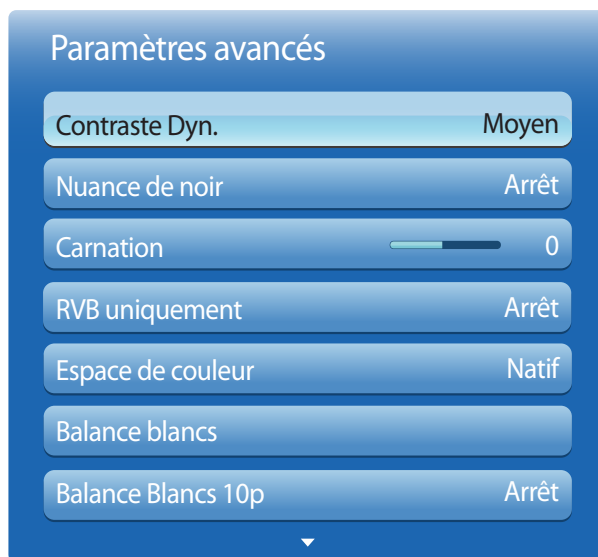 Paramètres avancés
Contraste Dyn. Moyen
Nuance de noir Arrêt
Carnation 0
RVB uniquement Arrêt
Espace de couleur Natif
Balance blancs
Balance Blancs 10p Arrêt